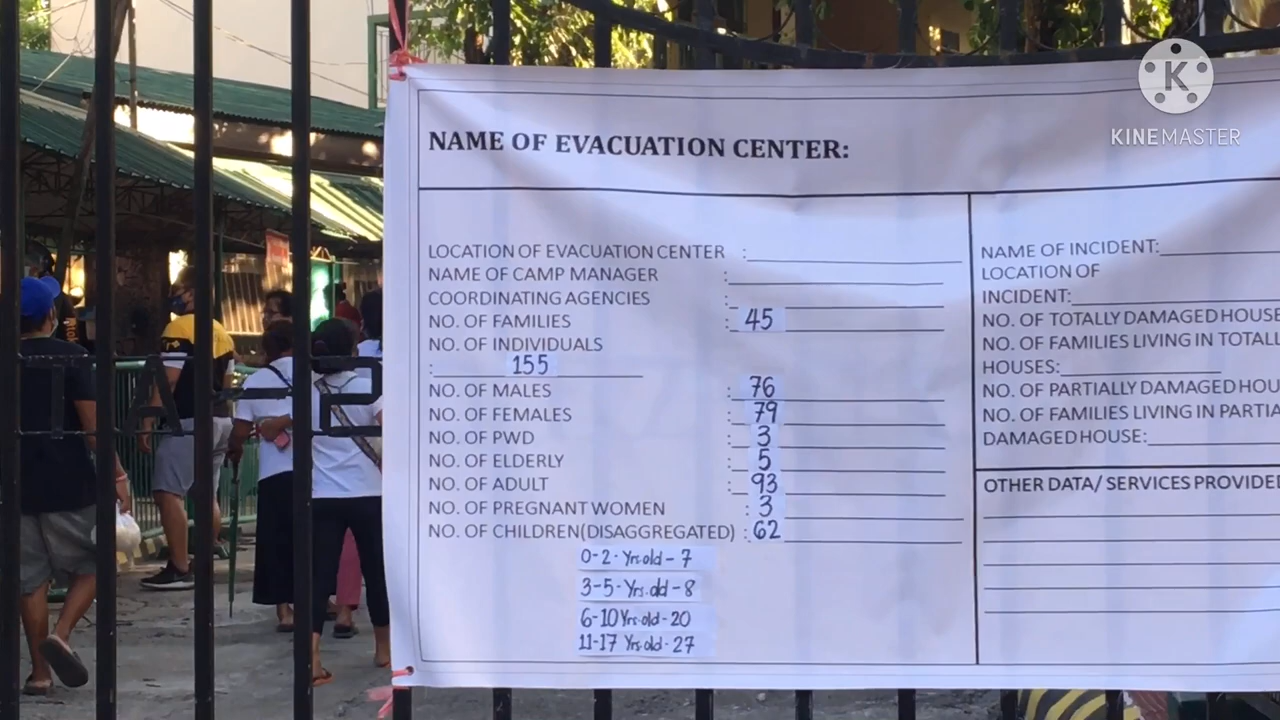 K
KINEMASTER
NAME OF EVACUATION CENTER:
LOCATION OF EVACUATION CENTER :
NAME OF CAMP MANAGER :
COORDINATING AGENCIES :
NO. OF FAMILIES : 45
NO. OF INDIVIDUALS
: 155
NO. OF MALES : 76
NO. OF FEMALES : 79
NO. OF PWD : 3
NO. OF ELDERLY : 5
NO. OF ADULT : 93
NO. OF PREGNANT WOMEN : 3
NO. OF CHILDREN(DISAGGREGATED) : 62
0-2-Yrs.old - 7
3-5-Yrs.old - 8
6-10 Yrs.old - 20
11-17 Yrs.old - 27
NAME OF INCIDENT:
LOCATION OF
INCIDENT:
NO. OF TOTALLY DAMAGED HOUSE
NO. OF FAMILIES LIVING IN TOTALL
HOUSES:
NO. OF PARTIALLY DAMAGED HOU
NO. OF FAMILIES LIVING IN PARTIA
DAMAGED HOUSE:
OTHER DATA/ SERVICES PROVIDED